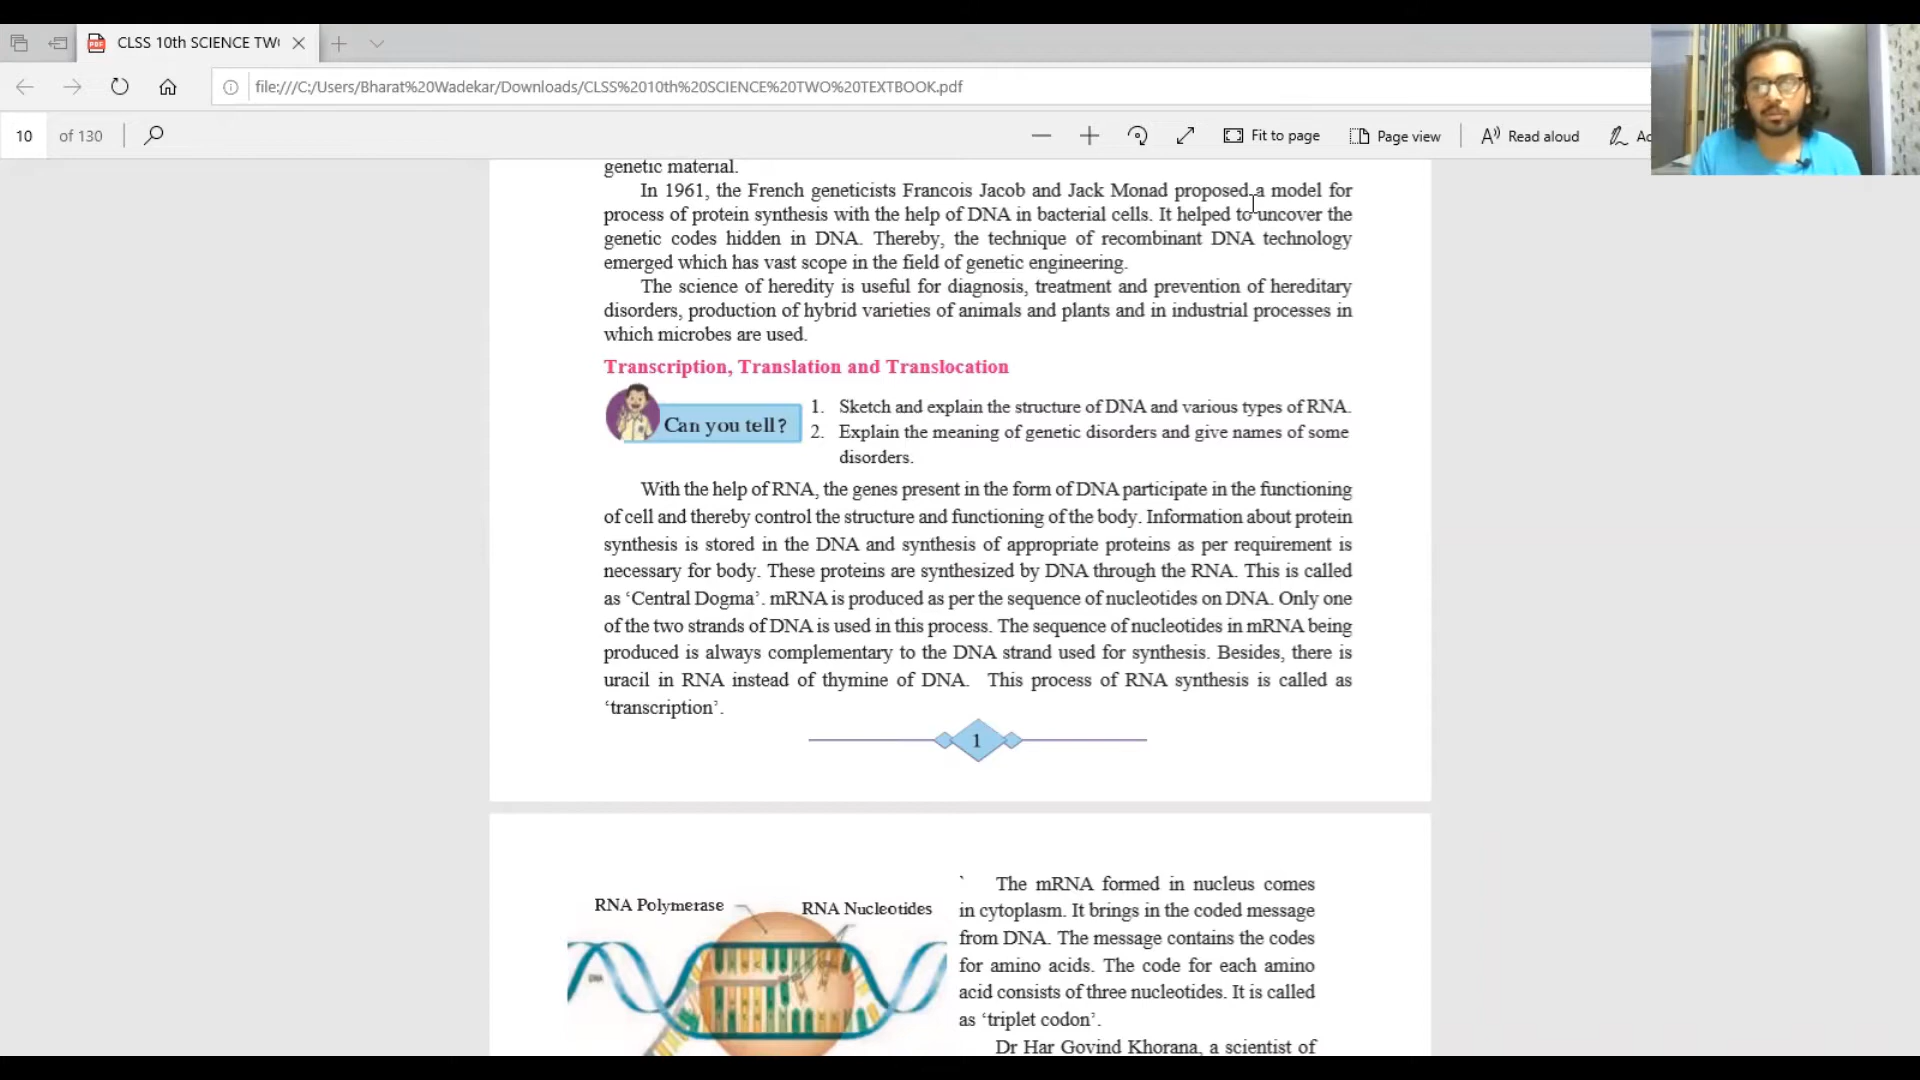 CLSS 10th SCIENCE TW
file:///C:/Users/Bharat%20Wadekar/Downloads/CLSS%2010th%20SCIENCE%20TWO%20TEXTBOOK.pdf
10 of 130 Fit to page Page view Read aloud
genetic material.
In 1961, the French geneticists Francois Jacob and Jack Monad proposed a model for
process of protein synthesis with the help of DNA in bacterial cells. It helped to uncover the
genetic codes hidden in DNA. Thereby, the technique of recombinant DNA technology
emerged which has vast scope in the field of genetic engineering.
The science of heredity is useful for diagnosis, treatment and prevention of hereditary
disorders, production of hybrid varieties of animals and plants and in industrial processes in
which microbes are used.
Transcription, Translation and Translocation
Can you tell?
1. Sketch and explain the structure of DNA and various types of RNA.
2. Explain the meaning of genetic disorders and give names of some
disorders.
With the help of RNA, the genes present in the form of DNA participate in the functioning
of cell and thereby control the structure and functioning of the body. Information about protein
synthesis is stored in the DNA and synthesis of appropriate proteins as per requirement is
necessary for body. These proteins are synthesized by DNA through the RNA. This is called
as ‘Central Dogma’. mRNA is produced as per the sequence of nucleotides on DNA. Only one
of the two strands of DNA is used in this process. The sequence of nucleotides in mRNA being
produced is always complementary to the DNA strand used for synthesis. Besides, there is
uracil in RNA instead of thymine of DNA. This process of RNA synthesis is called as
‘transcription’.
1
RNA Polymerase
RNA Nucleotides
DNA
` The mRNA formed in nucleus comes
in cytoplasm. It brings in the coded message
from DNA. The message contains the codes
for amino acids. The code for each amino
acid consists of three nucleotides. It is called
as ‘triplet codon’.
Dr Har Govind Khorana, a scientist of